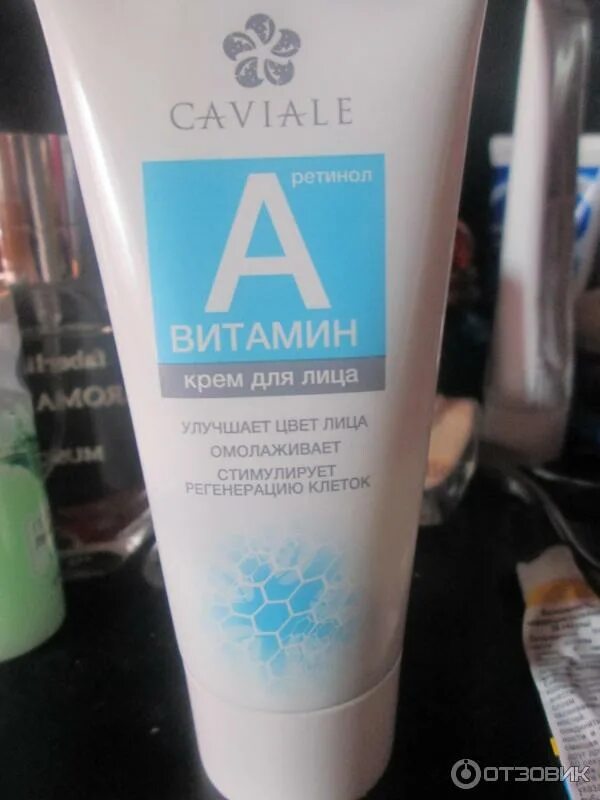 CAVIALE
ретинол
А
ВИТАМИН
крем для лица
УЛУЧШАЕТ ЦВЕТ ЛИЦА
ОМОЛАЖИВАЕТ
СТИМУЛИРУЕТ
РЕГЕНЕРАЦИЮ КЛЕТОК
ОТЗОВИК